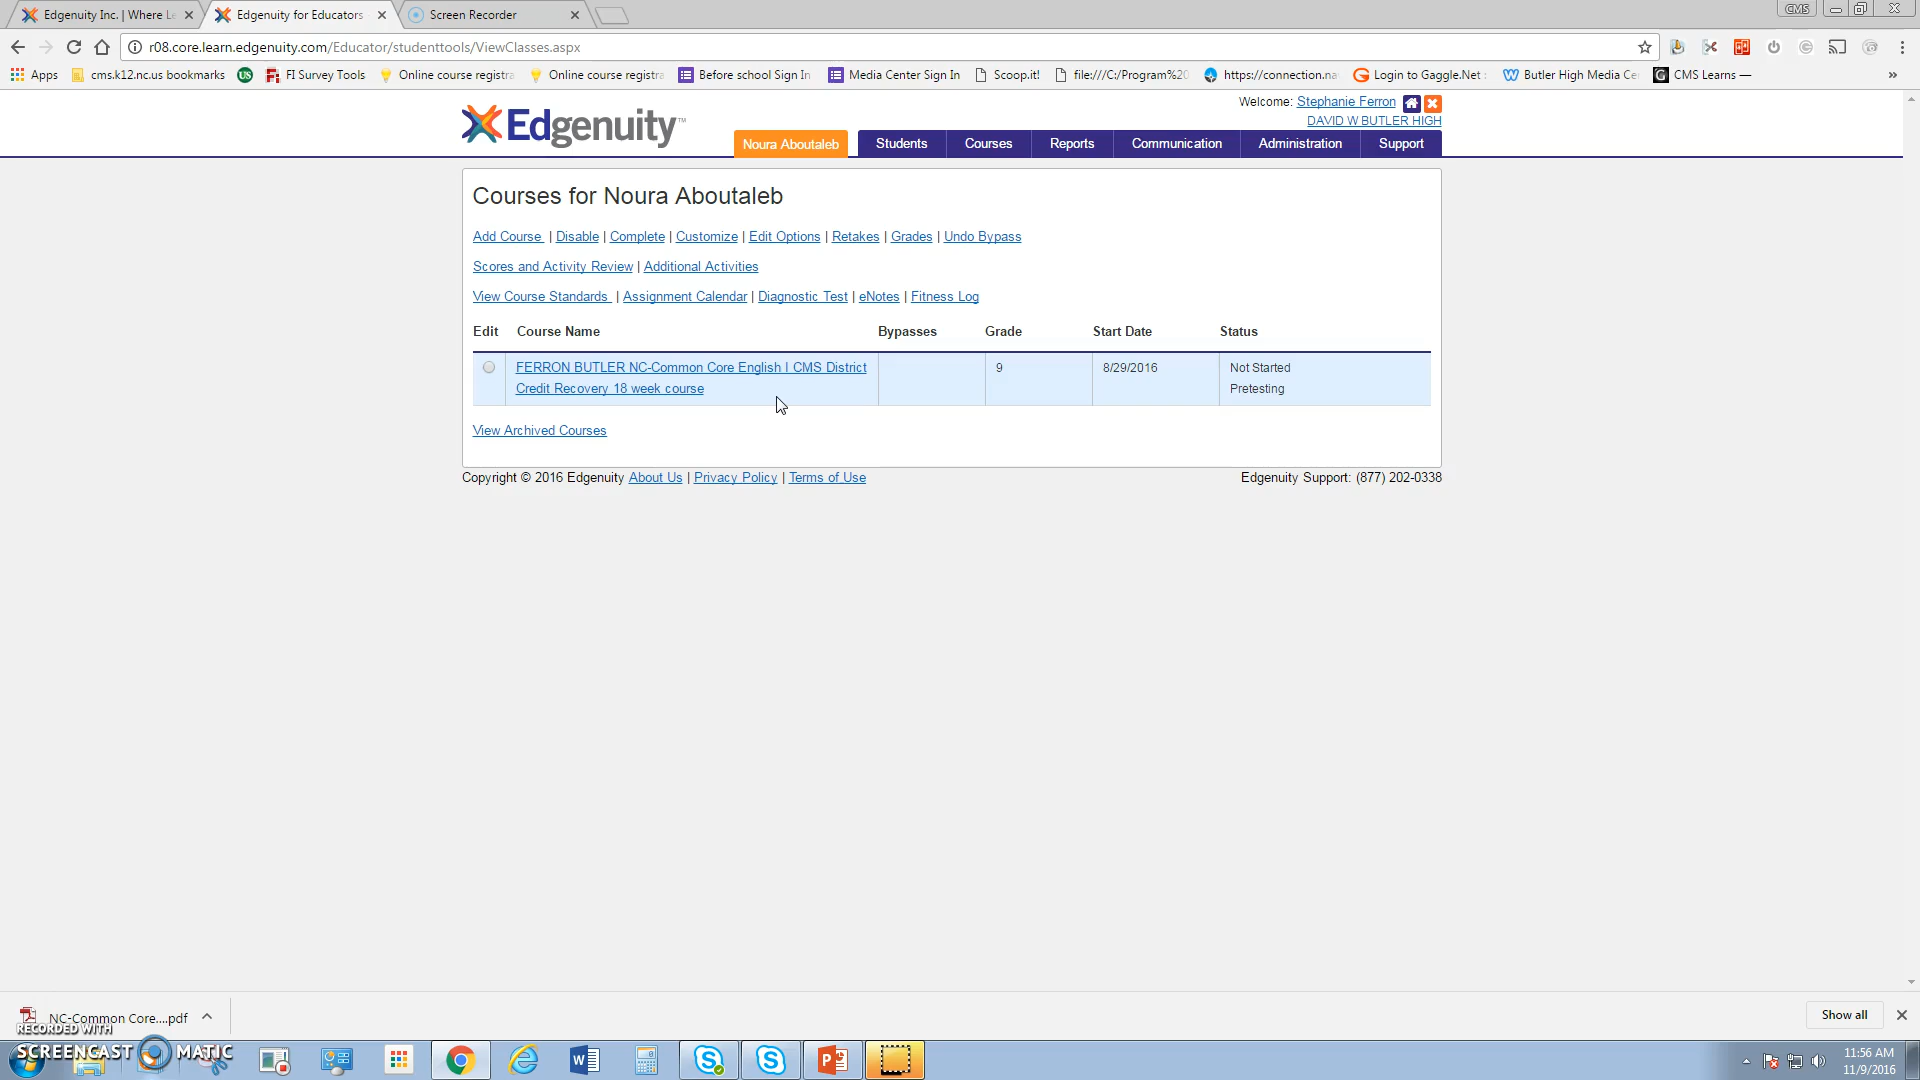 Edgenuity Inc. | Where Le
Edgenuity for Educators
Screen Recorder
CMS
r08.core.learn.edgenuity.com/Educator/studenttools/ViewClasses.aspx
Apps
cms.k12.nc.us bookmarks
US
FI Survey Tools
Online course registra
Online course registra
Before school Sign In
Media Center Sign In
Scoop.it!
file:///C:/Program%20
https://connection.na
Login to Gaggle.Net :
Butler High Media Ce
CMS Learns —
»
Edgenuity™
Welcome: Stephanie Ferron
DAVID W BUTLER HIGH
Noura Aboutaleb
Students
Courses
Reports
Communication
Administration
Support
Courses for Noura Aboutaleb
Add Course | Disable | Complete | Customize | Edit Options | Retakes | Grades | Undo Bypass
Scores and Activity Review | Additional Activities
View Course Standards | Assignment Calendar | Diagnostic Test | eNotes | Fitness Log
Edit Course Name Bypasses Grade Start Date Status
FERRON BUTLER NC-Common Core English I CMS District 9 8/29/2016 Not Started
Credit Recovery 18 week course Pretesting
View Archived Courses
Copyright © 2016 Edgenuity About Us | Privacy Policy | Terms of Use
Edgenuity Support: (877) 202-0338
NC-Common Core....pdf
Show all
RECORDED WITH
SCREENCAST MATIC
11:56 AM
11/9/2016